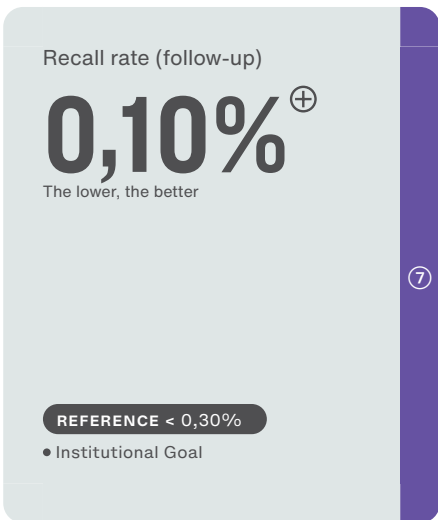 Recall rate (follow-up)
0,10%⊕
The lower, the better
⑦
REFERENCE < 0,30%
• Institutional Goal